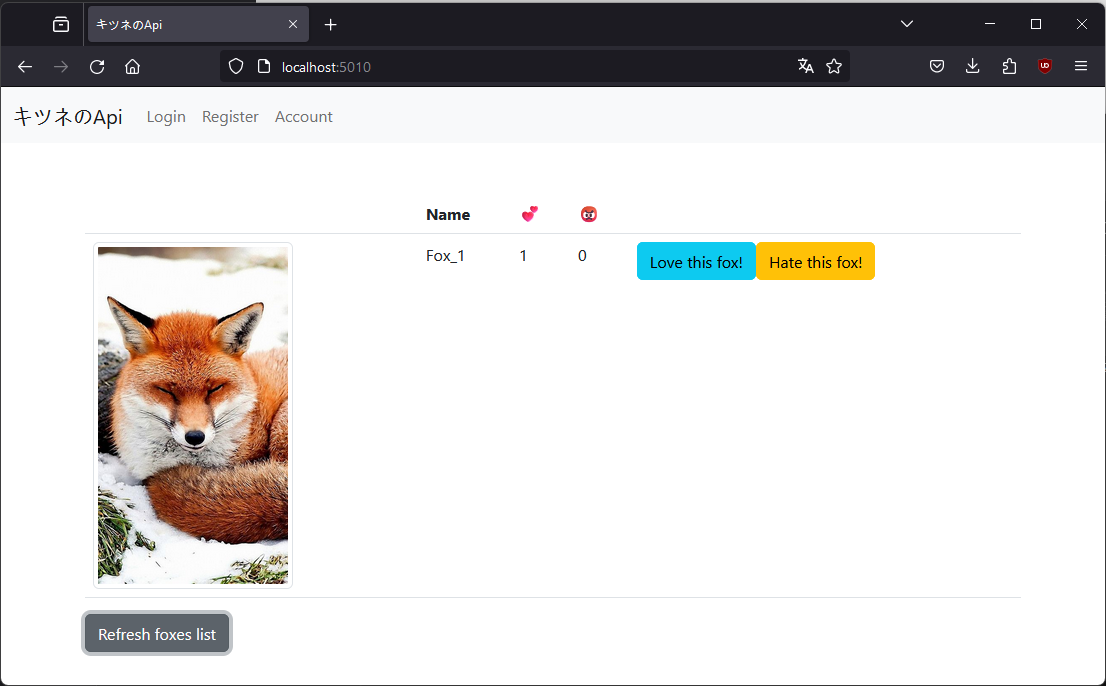 キツネのApi
localhost:5010
キツネのApi Login Register Account
Name 💕 👹
Fox_1 1 0 Love this fox! Hate this fox!
Refresh foxes list